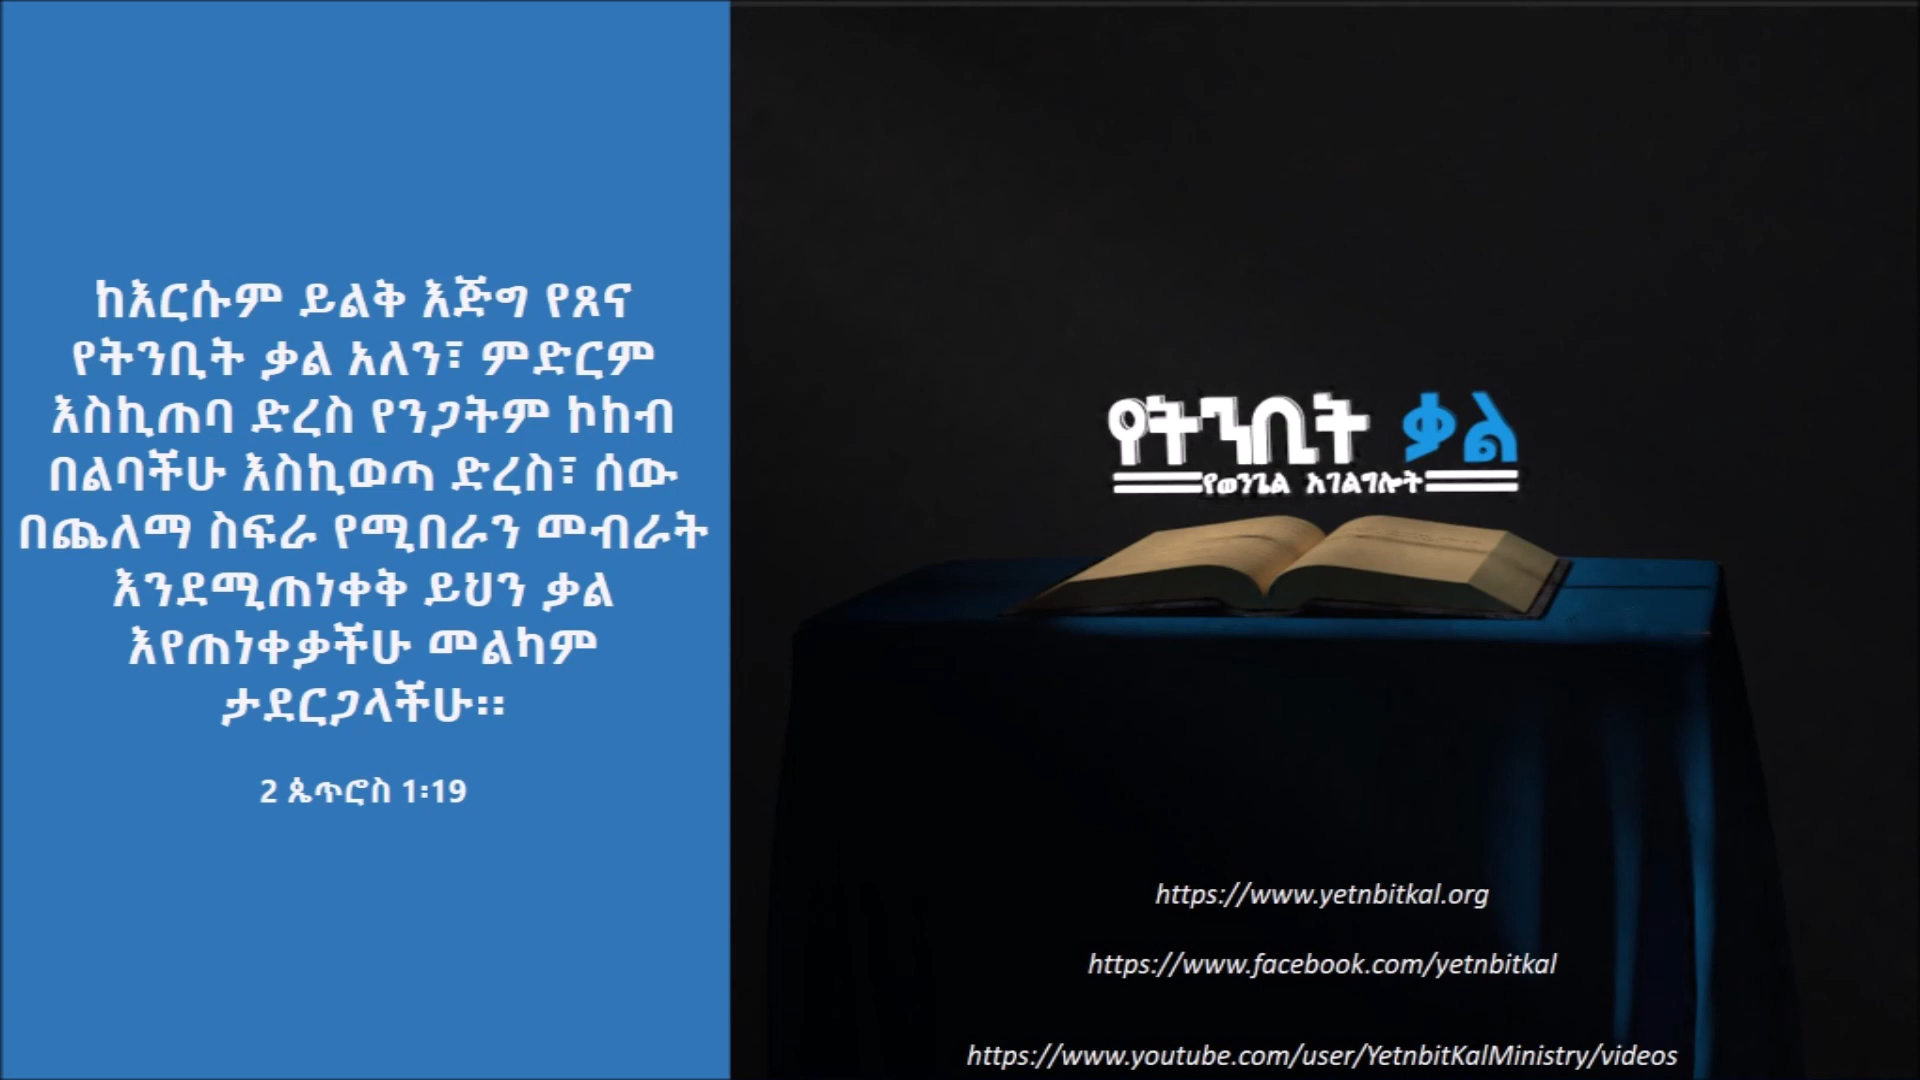 ከእርሱም ይልቅ እጅግ የጸና
የትንቢት ቃል አለን፣ ምድርም
እስኪጠባ ድረስ የንጋትም ኮከብ
በልባችሁ እስኪወጣ ድረስ፣ ሰው
በጨለማ ስፍራ የሚበራን መብራት
እንደሚጠነቀቅ ይህን ቃል
እየጠነቀቃችሁ መልካም
ታደርጋላችሁ፡፡
2 ጴጥሮስ 1፡19
የትንቢት ቃል
የወንጌል አገልግሎት
https://www.yetnbitkal.org
https://www.facebook.com/yetnbitkal
https://www.youtube.com/user/YetnbitKalMinistry/videos